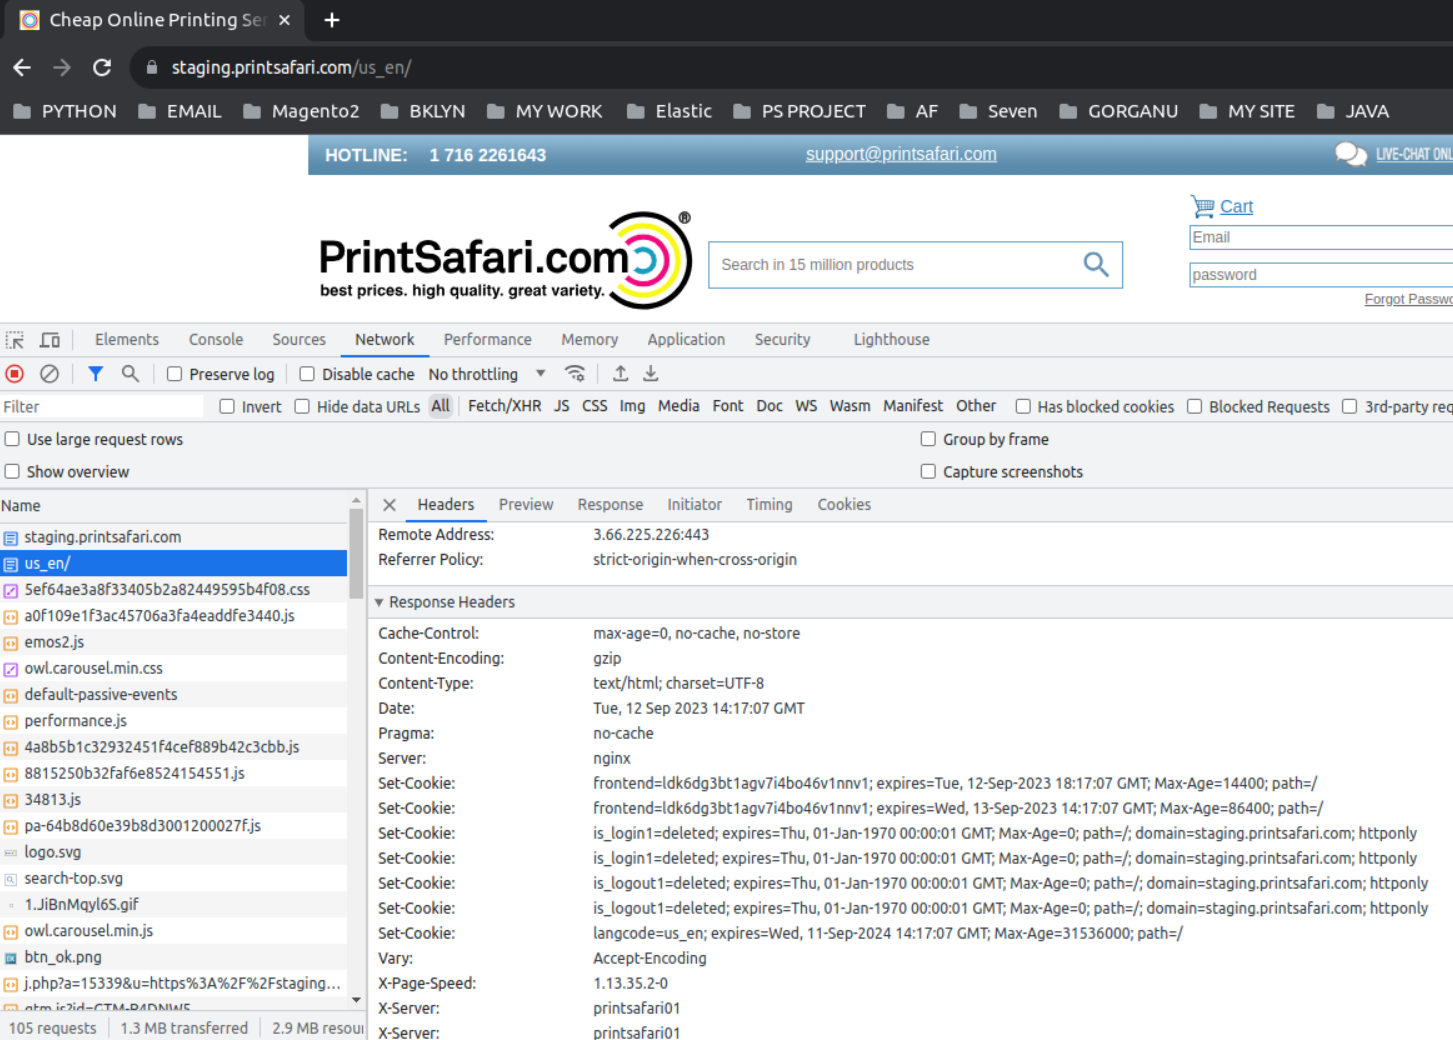 Cheap Online Printing Ser
staging.printsafari.com/us_en/
PYTHON EMAIL Magento2 BKLYN MY WORK Elastic PS PROJECT AF Seven GORGANU MY SITE JAVA
HOTLINE: 1 716 2261643 support@printsafari.com LIVE-CHAT ONL
Cart
PrintSafari.com®
best prices. high quality. great variety.
Search in 15 million products
Email
password
Forgot Passwo
Elements Console Sources Network Performance Memory Application Security Lighthouse
Preserve log Disable cache No throttling
Filter Invert Hide data URLs All Fetch/XHR JS CSS Img Media Font Doc WS Wasm Manifest Other Has blocked cookies Blocked Requests 3rd-party req
Use large request rows Group by frame
Show overview Capture screenshots
Name
staging.printsafari.com
us_en/
5ef64ae3a8f33405b2a82449595b4f08.css
a0f109e1f3ac45706a3fa4eaddfe3440.js
emos2.js
owl.carousel.min.css
default-passive-events
performance.js
4a8b5b1c32932451f4cef889b42c3cbb.js
8815250b32faf6e8524154551.js
34813.js
pa-64b8d60e39b8d3001200027f.js
logo.svg
search-top.svg
1.JiBnMqyl6S.gif
owl.carousel.min.js
btn_ok.png
j.php?a=15339&u=https%3A%2F%2Fstaging...
gtm.js?id=GTM-P4DNW5
105 requests 1.3 MB transferred 2.9 MB resour
Headers Preview Response Initiator Timing Cookies
Remote Address: 3.66.225.226:443
Referrer Policy: strict-origin-when-cross-origin
Response Headers
Cache-Control: max-age=0, no-cache, no-store
Content-Encoding: gzip
Content-Type: text/html; charset=UTF-8
Date: Tue, 12 Sep 2023 14:17:07 GMT
Pragma: no-cache
Server: nginx
Set-Cookie: frontend=ldk6dg3bt1agv7i4bo46v1nnv1; expires=Tue, 12-Sep-2023 18:17:07 GMT; Max-Age=14400; path=/
Set-Cookie: frontend=ldk6dg3bt1agv7i4bo46v1nnv1; expires=Wed, 13-Sep-2023 14:17:07 GMT; Max-Age=86400; path=/
Set-Cookie: is_login1=deleted; expires=Thu, 01-Jan-1970 00:00:01 GMT; Max-Age=0; path=/; domain=staging.printsafari.com; httponly
Set-Cookie: is_login1=deleted; expires=Thu, 01-Jan-1970 00:00:01 GMT; Max-Age=0; path=/; domain=staging.printsafari.com; httponly
Set-Cookie: is_logout1=deleted; expires=Thu, 01-Jan-1970 00:00:01 GMT; Max-Age=0; path=/; domain=staging.printsafari.com; httponly
Set-Cookie: is_logout1=deleted; expires=Thu, 01-Jan-1970 00:00:01 GMT; Max-Age=0; path=/; domain=staging.printsafari.com; httponly
Set-Cookie: langcode=us_en; expires=Wed, 11-Sep-2024 14:17:07 GMT; Max-Age=31536000; path=/
Vary: Accept-Encoding
X-Page-Speed: 1.13.35.2-0
X-Server: printsafari01
X-Server: printsafari01